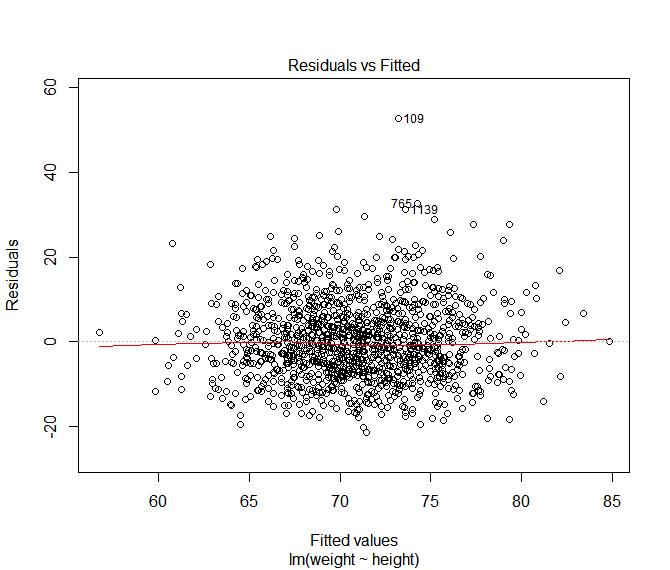 Residuals vs Fitted
Residuals
60
40
20
0
-20
109
765
1139
60 65 70 75 80 85
Fitted values
lm(weight ~ height)